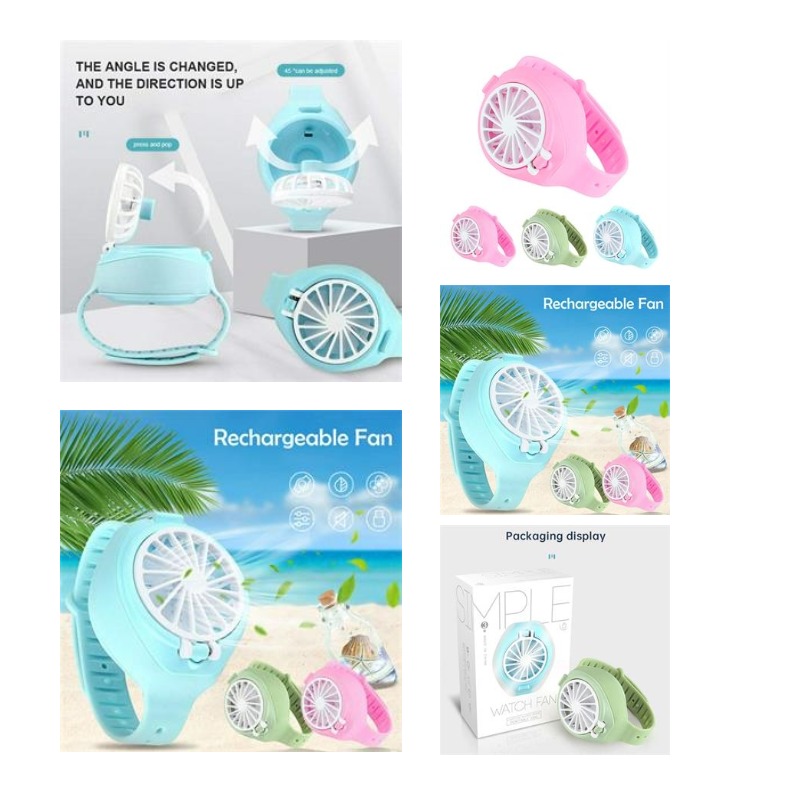 THE ANGLE IS CHANGED,
AND THE DIRECTION IS UP
TO YOU
45 °can be adjusted
press and pop
Rechargeable Fan
Rechargeable Fan
Packaging display
SIMPLE
WATCH FAN